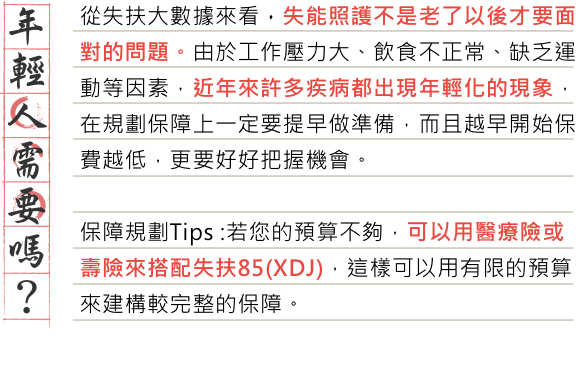 年輕人需要嗎？
從失扶大數據來看，失能照護不是老了以後才要面
對的問題。由於工作壓力大、飲食不正常、缺乏運
動等因素，近年來許多疾病都出現年輕化的現象，
在規劃保障上一定要提早做準備，而且越早開始保
費越低，更要好好把握機會。
保障規劃Tips :若您的預算不夠，可以用醫療險或
壽險來搭配失扶85(XDJ)，這樣可以用有限的預算
來建構較完整的保障。